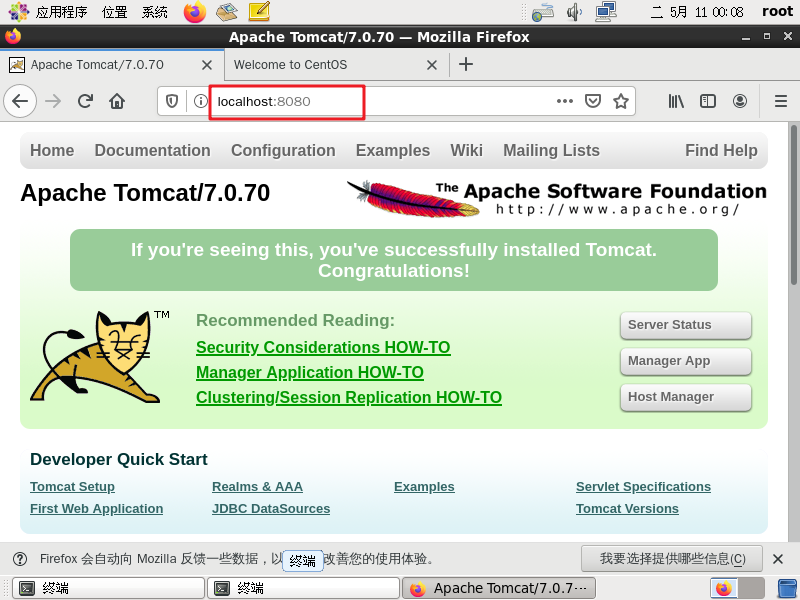 应用程序 位置 系统 二 5月 11 00:08 root
Apache Tomcat/7.0.70 — Mozilla Firefox
Apache Tomcat/7.0.70 Welcome to CentOS
localhost:8080
Home Documentation Configuration Examples Wiki Mailing Lists Find Help
Apache Tomcat/7.0.70
The Apache Software Foundation
http://www.apache.org/
If you're seeing this, you've successfully installed Tomcat.
Congratulations!
TM
Recommended Reading:
Security Considerations HOW-TO
Manager Application HOW-TO
Clustering/Session Replication HOW-TO
Server Status
Manager App
Host Manager
Developer Quick Start
Tomcat Setup Realms & AAA Examples Servlet Specifications
First Web Application JDBC DataSources Tomcat Versions
Firefox 会自动向 Mozilla 反馈一些数据，以 终端 改善您的使用体验。 我要选择提供哪些信息(C)
终端 终端 Apache Tomcat/7.0.7···